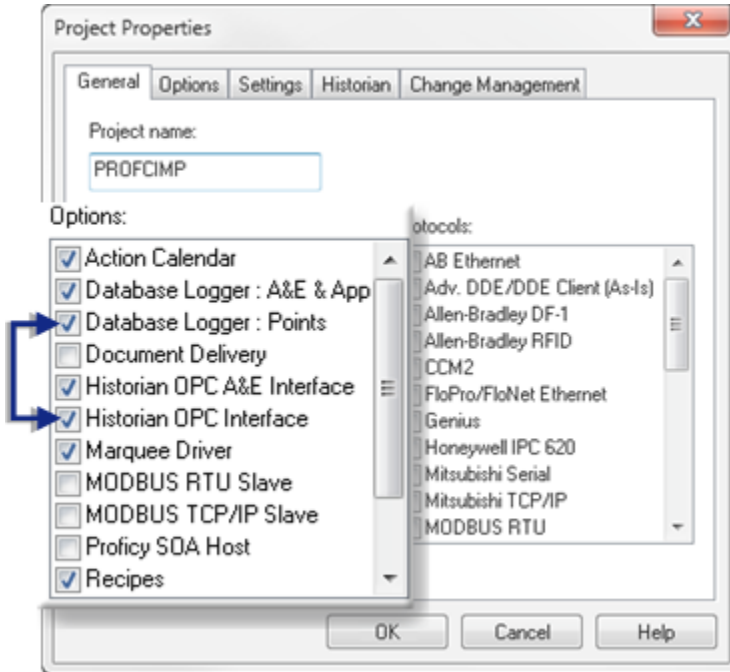 Project Properties
General Options Settings Historian Change Management
Project name:
PROFCIMP
Options:
Action Calendar
Database Logger : A&E & App
Database Logger : Points
Document Delivery
Historian OPC A&E Interface
Historian OPC Interface
Marquee Driver
MODBUS RTU Slave
MODBUS TCP/IP Slave
Proficy SOA Host
Recipes
otocols:
AB Ethernet
Adv. DDE/DDE Client (As-Is)
Allen-Bradley DF-1
Allen-Bradley RFID
CCM2
FloPro/FloNet Ethernet
Genius
Honeywell IPC 620
Mitsubishi Serial
Mitsubishi TCP/IP
MODBUS RTU
OK Cancel Help